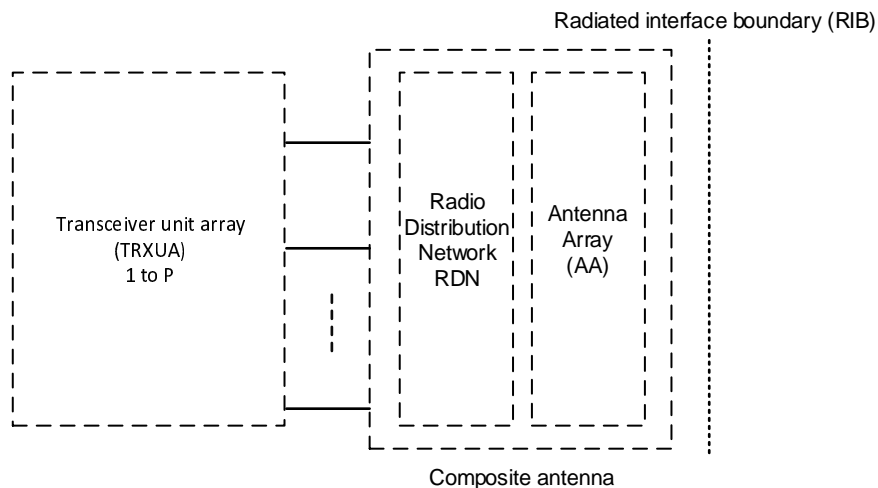 Radiated interface boundary (RIB)
Transceiver unit array
(TRXUA)
1 to P
Radio
Distribution
Network
RDN
Antenna
Array
(AA)
Composite antenna